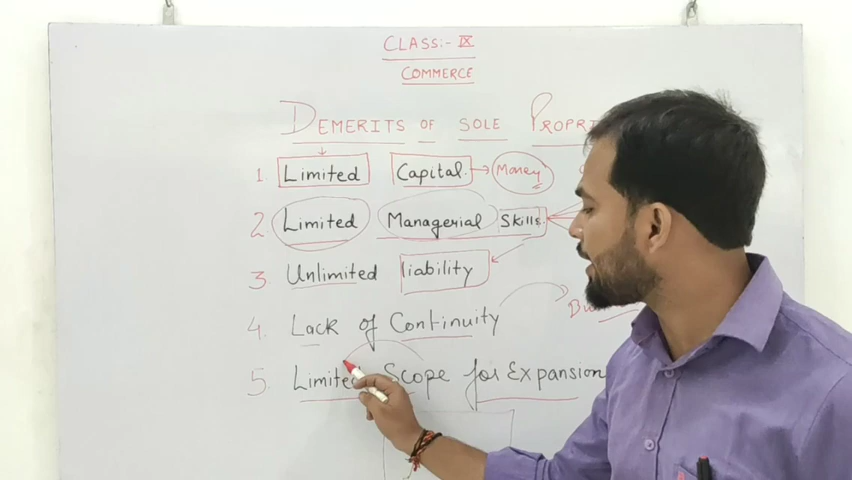 CLASS:- IX
COMMERCE
DEMERITS OF SOLE
1. Limited Capital. → Money
2. Limited Managerial Skills.
3 Unlimited liability
4. Lack of Continuity
5 Limited Scope for Expansion